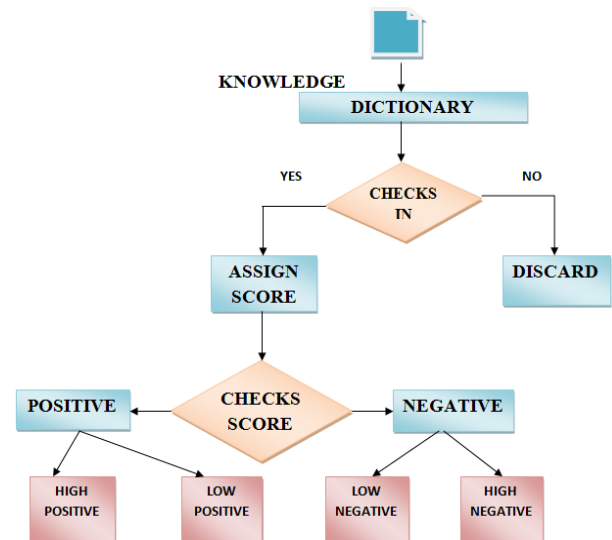 KNOWLEDGE
DICTIONARY
YES
NO
CHECKS
IN
ASSIGN
SCORE
DISCARD
POSITIVE
CHECKS
SCORE
NEGATIVE
HIGH
POSITIVE
LOW
POSITIVE
LOW
NEGATIVE
HIGH
NEGATIVE